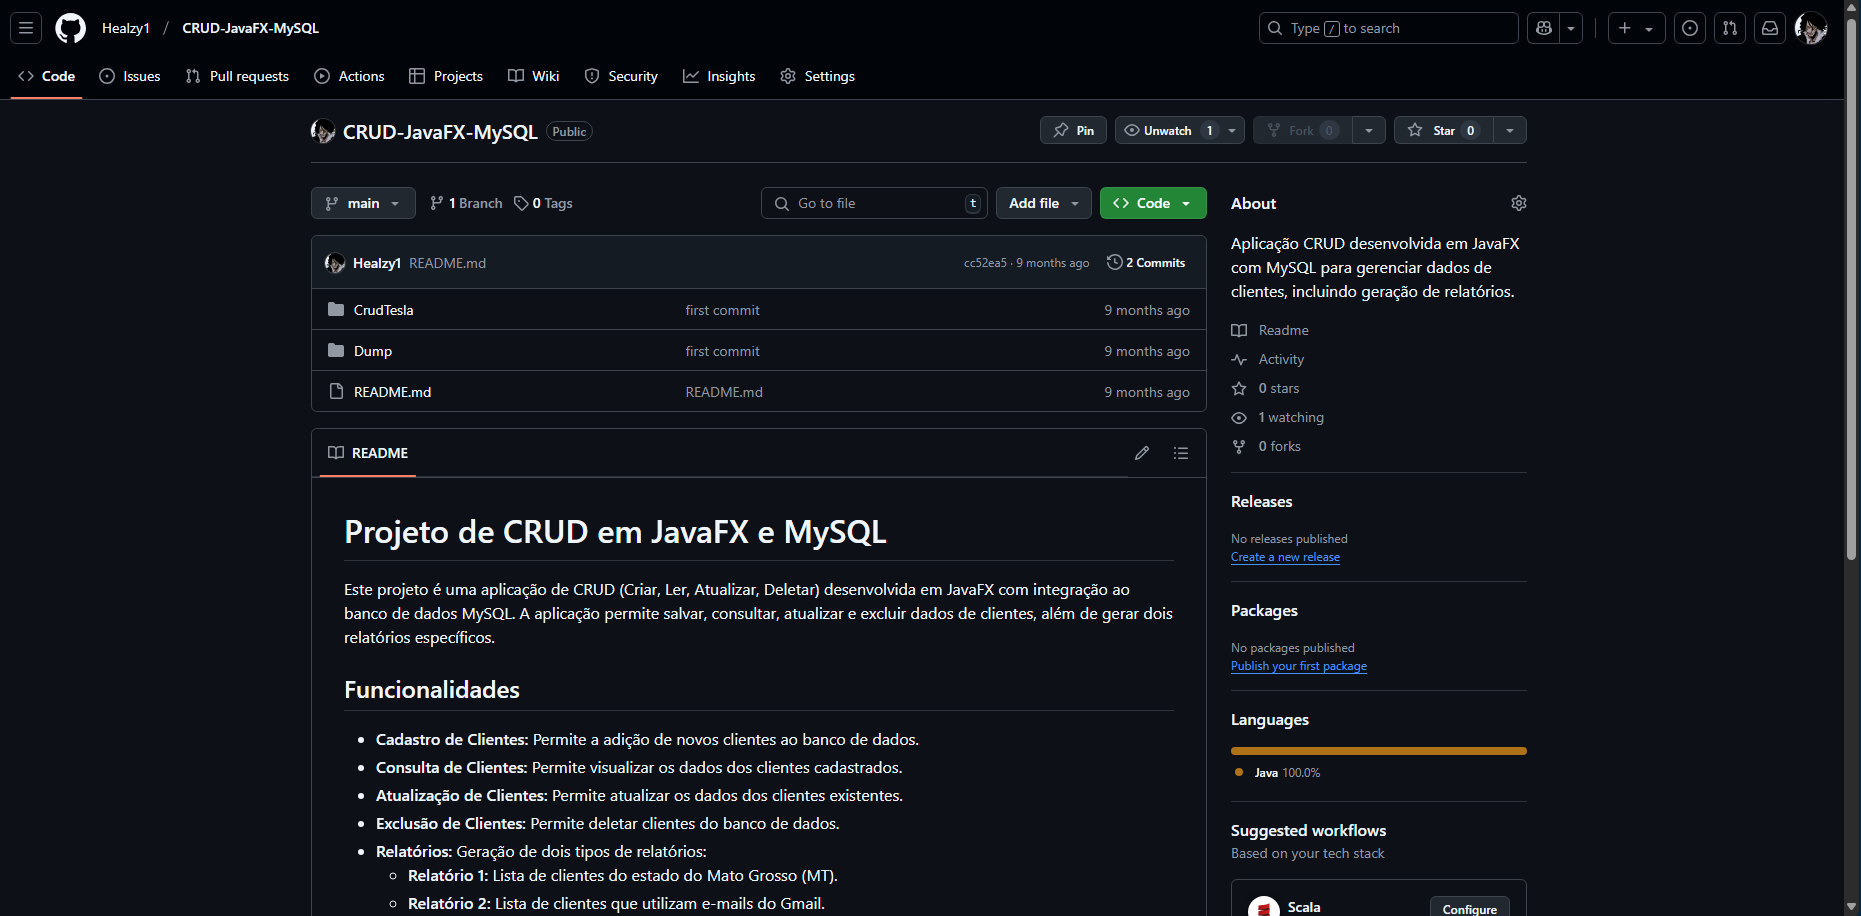 Healzy1 / CRUD-JavaFX-MySQL
Type / to search
Code Issues Pull requests Actions Projects Wiki Security Insights Settings
CRUD-JavaFX-MySQL Public
Pin Unwatch 1 Fork 0 Star 0
main 1 Branch 0 Tags Go to file t Add file Code
Healzy1 README.md cc52ea5 · 9 months ago 2 Commits
CrudTesla first commit 9 months ago
Dump first commit 9 months ago
README.md README.md 9 months ago
README
Projeto de CRUD em JavaFX e MySQL
Este projeto é uma aplicação de CRUD (Criar, Ler, Atualizar, Deletar) desenvolvida em JavaFX com integração ao
banco de dados MySQL. A aplicação permite salvar, consultar, atualizar e excluir dados de clientes, além de gerar dois
relatórios específicos.
Funcionalidades
• Cadastro de Clientes: Permite a adição de novos clientes ao banco de dados.
• Consulta de Clientes: Permite visualizar os dados dos clientes cadastrados.
• Atualização de Clientes: Permite atualizar os dados dos clientes existentes.
• Exclusão de Clientes: Permite deletar clientes do banco de dados.
• Relatórios: Geração de dois tipos de relatórios:
◦ Relatório 1: Lista de clientes do estado do Mato Grosso (MT).
◦ Relatório 2: Lista de clientes que utilizam e-mails do Gmail.
About
Aplicação CRUD desenvolvida em JavaFX
com MySQL para gerenciar dados de
clientes, incluindo geração de relatórios.
Readme
Activity
0 stars
1 watching
0 forks
Releases
No releases published
Create a new release
Packages
No packages published
Publish your first package
Languages
Java 100.0%
Suggested workflows
Based on your tech stack
Scala Configure